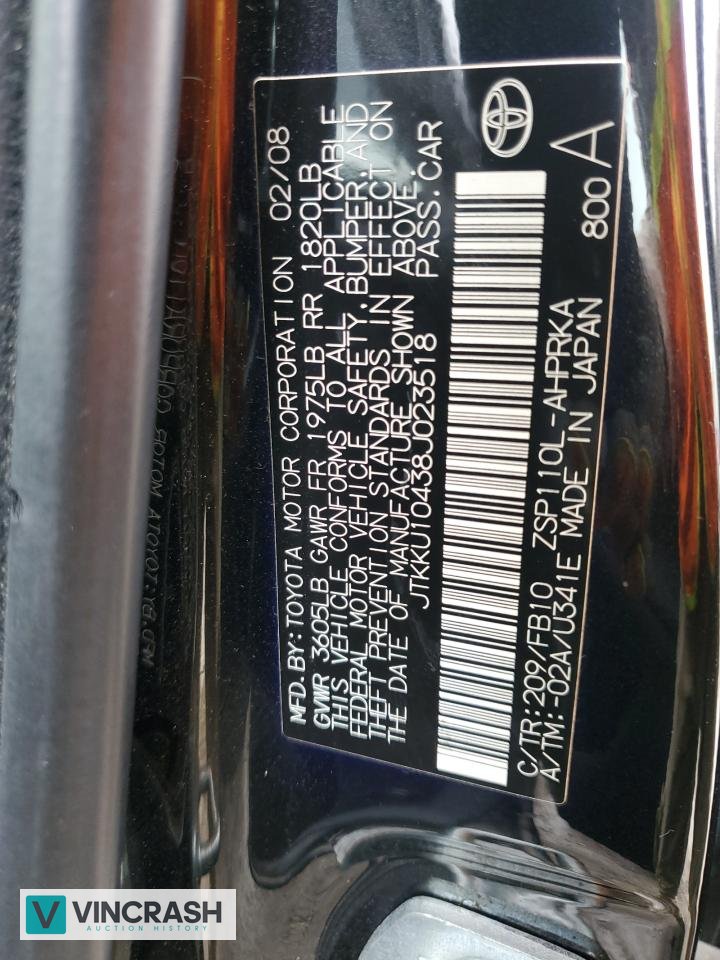 MFD. BY: TOYOTA MOTOR CORPORATION 02/08
GVWR 3605LB GAWR FR 1975LB RR 1820LB
THIS VEHICLE CONFORMS TO ALL APPLICABLE
FEDERAL MOTOR VEHICLE SAFETY, BUMPER, AND
THEFT PREVENTION STANDARDS IN EFFECT ON
THE DATE OF MANUFACTURE SHOWN ABOVE.
JTKKU10438J023518 PASS. CAR
C/TR: 209/FB10 ZSP110L-AHPRKA 800 A
A/TM: -02A/U341E MADE IN JAPAN
V VINCRASH
AUCTION HISTORY